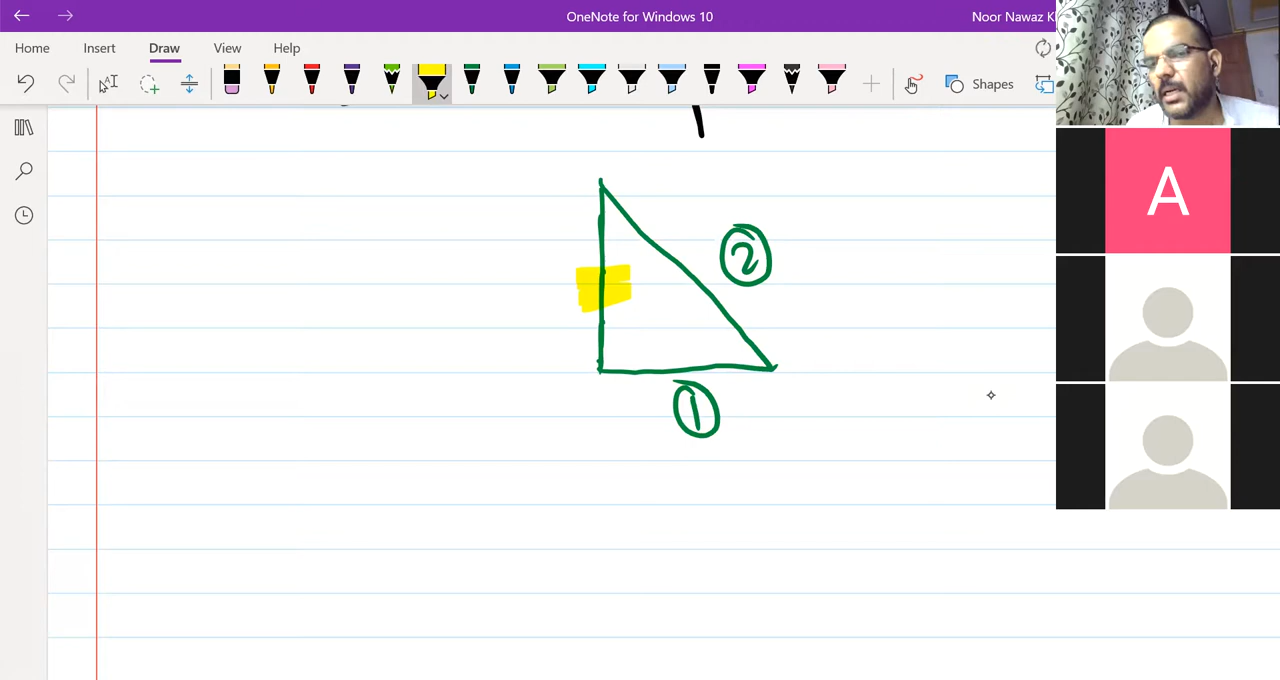 OneNote for Windows 10
Noor Nawaz K
Home Insert Draw View Help
Shapes
A
2
1